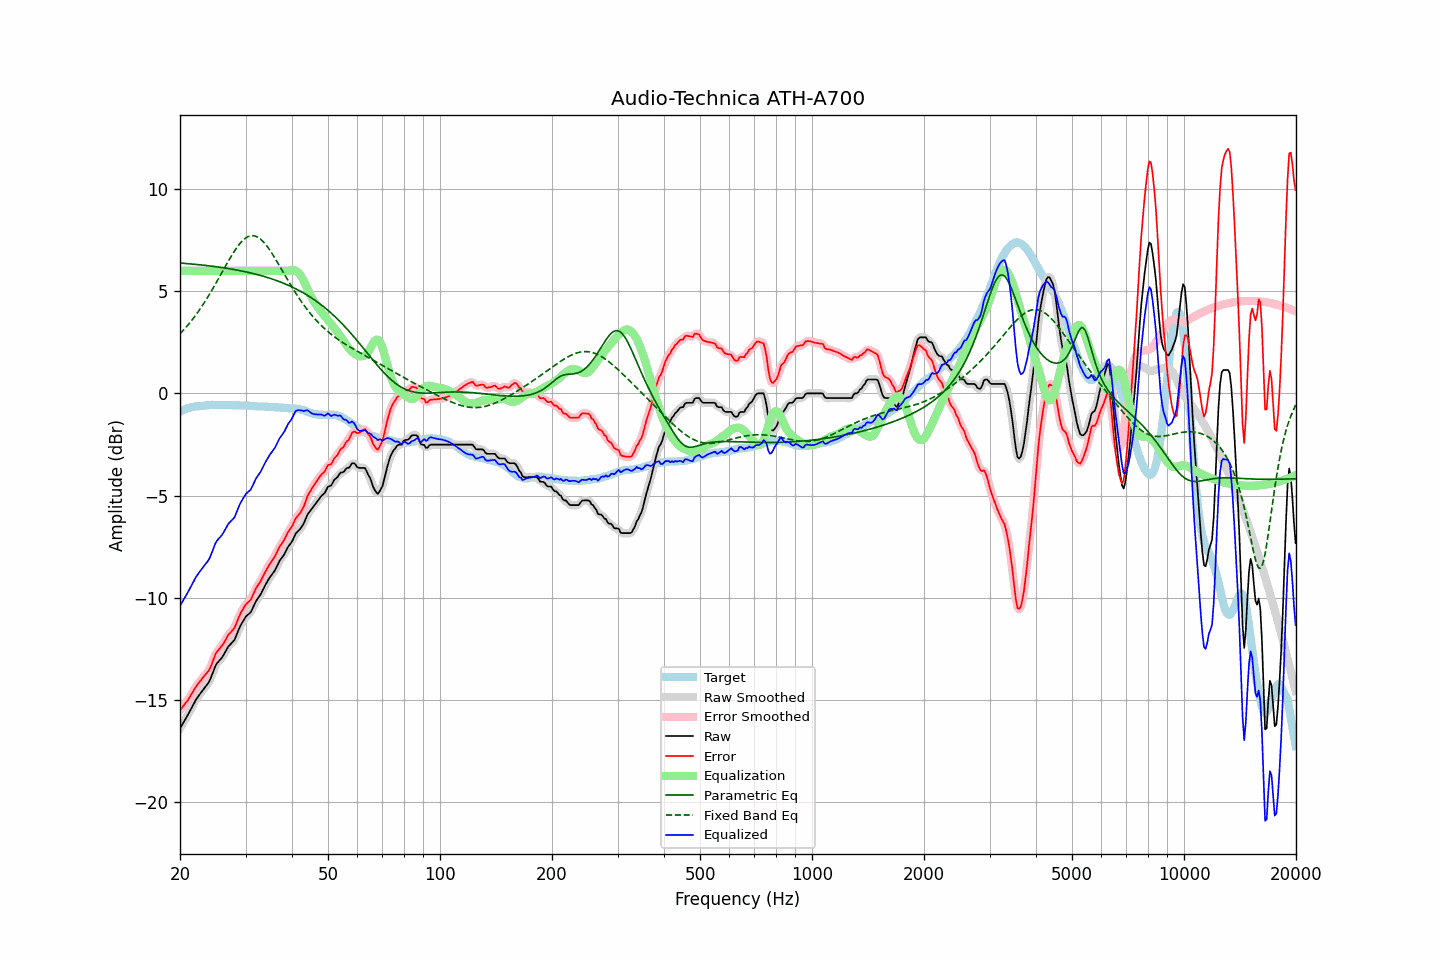 Audio-Technica ATH-A700
Amplitude (dBr)
10
5
0
−5
−10
−15
−20
Target
Raw Smoothed
Error Smoothed
Raw
Error
Equalization
Parametric Eq
Fixed Band Eq
Equalized
20 50 100 200 500 1000 2000 5000 10000 20000
Frequency (Hz)